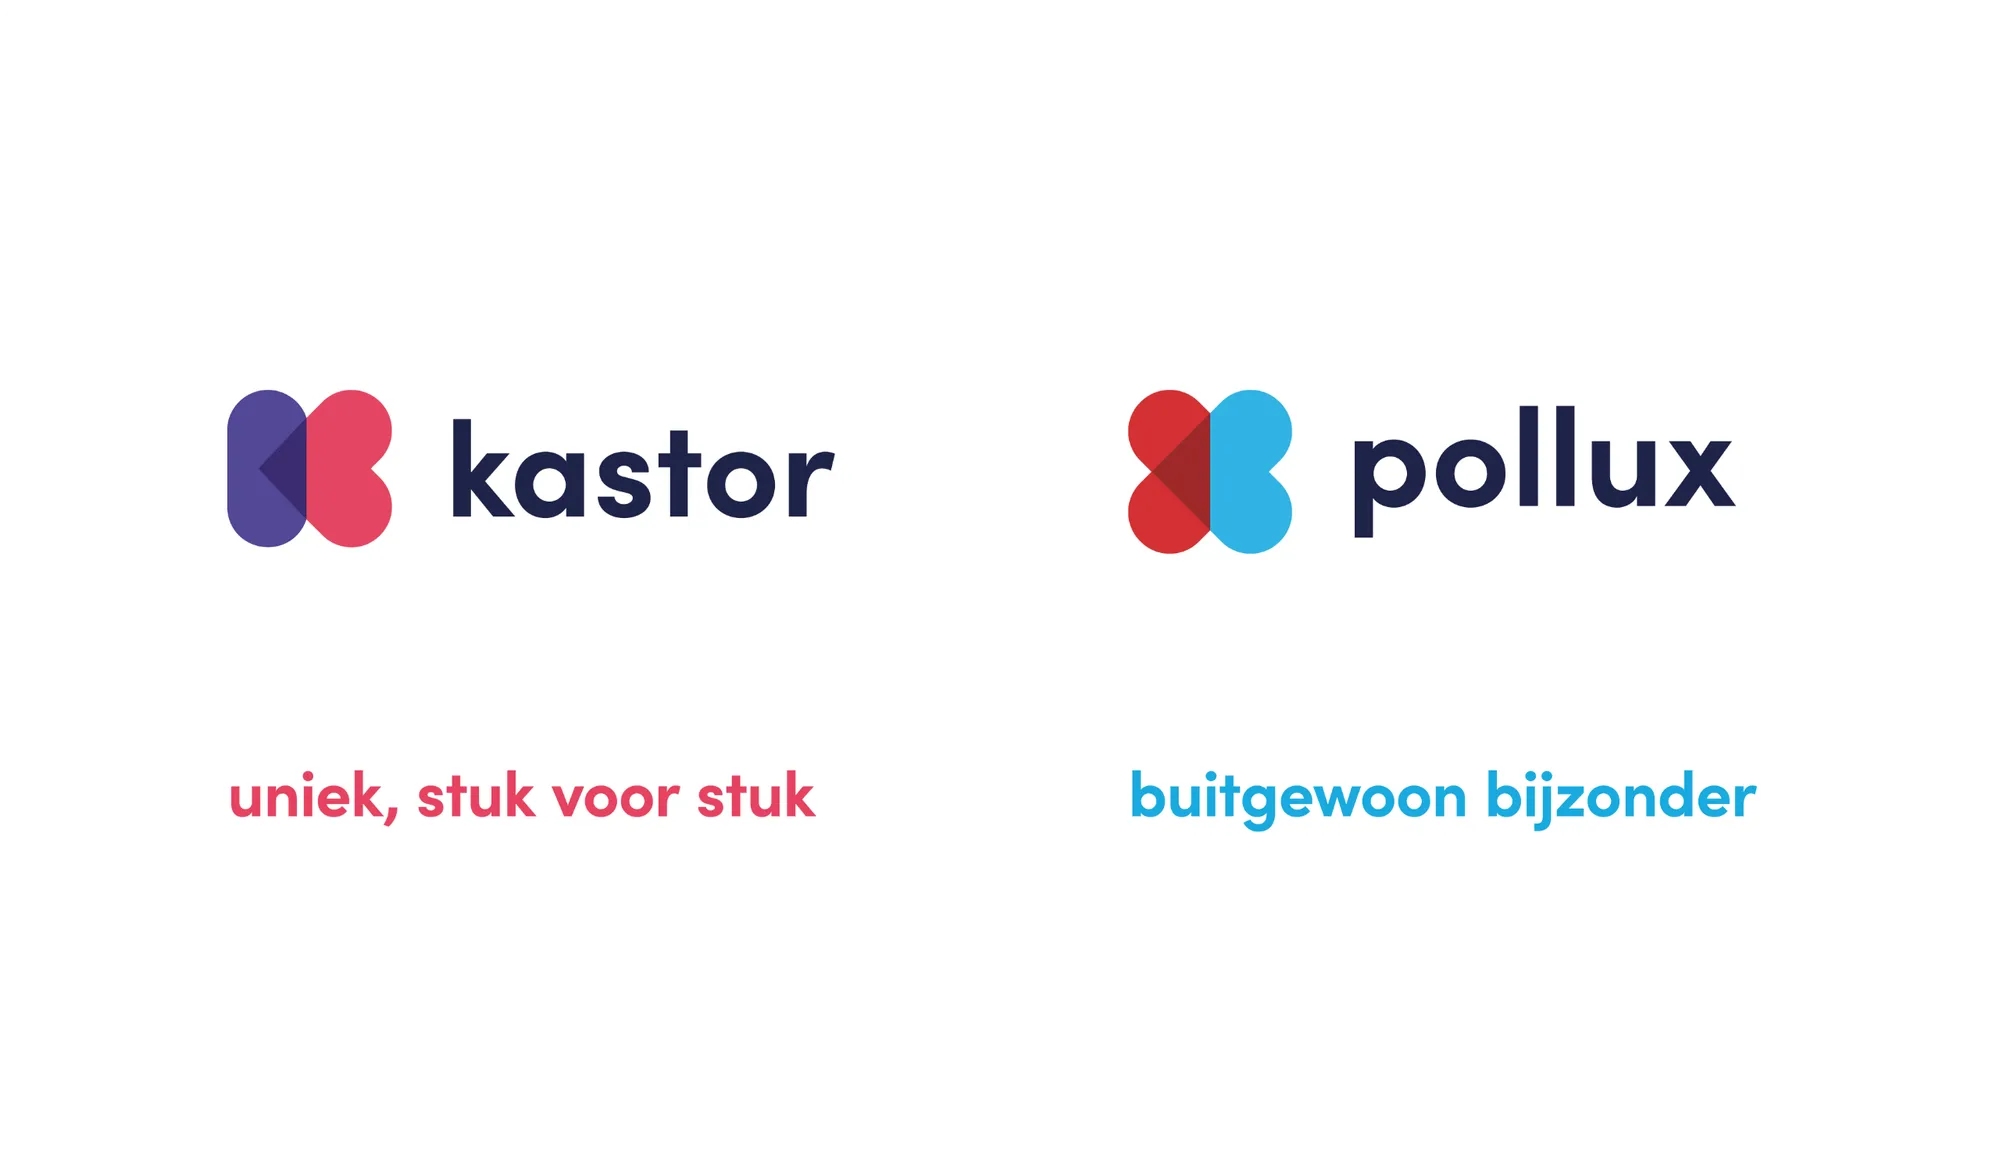 kastor
uniek, stuk voor stuk
pollux
buitgewoon bijzonder